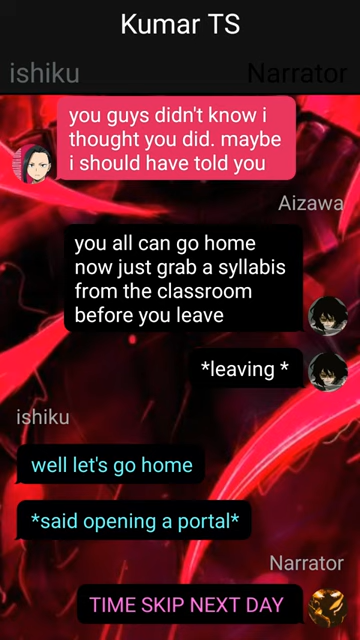 Kumar TS
ishiku
Narrator
you guys didn't know i
thought you did. maybe
i should have told you
Aizawa
you all can go home
now just grab a syllabis
from the classroom
before you leave
*leaving *
ishiku
well let's go home
*said opening a portal*
Narrator
TIME SKIP NEXT DAY